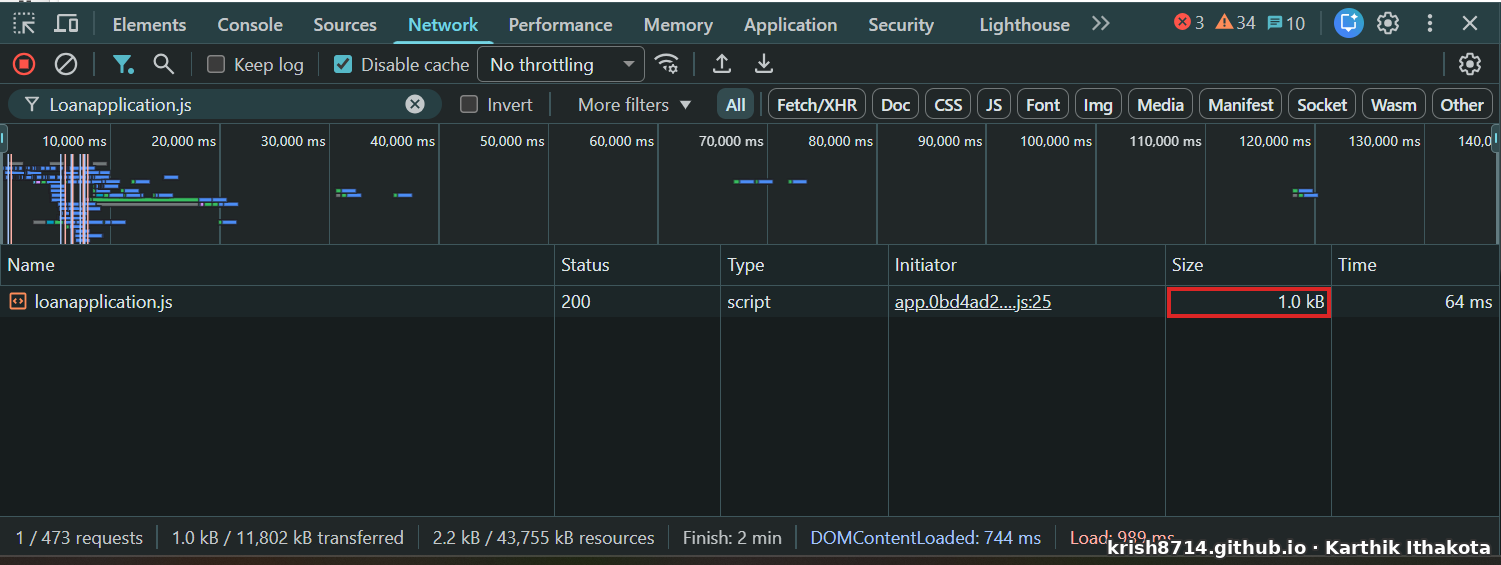 Elements Console Sources Network Performance Memory Application Security Lighthouse 3 34 10
Keep log Disable cache No throttling
Loanapplication.js Invert More filters All Fetch/XHR Doc CSS JS Font Img Media Manifest Socket Wasm Other
10,000 ms 20,000 ms 30,000 ms 40,000 ms 50,000 ms 60,000 ms 70,000 ms 80,000 ms 90,000 ms 100,000 ms 110,000 ms 120,000 ms 130,000 ms 140,0
Name Status Type Initiator Size Time
loanapplication.js 200 script app.0bd4ad2....js:25 1.0 kB 64 ms
1 / 473 requests 1.0 kB / 11,802 kB transferred 2.2 kB / 43,755 kB resources Finish: 2 min DOMContentLoaded: 744 ms Load: 989 ms
krish8714.github.io · Karthik Ithakota